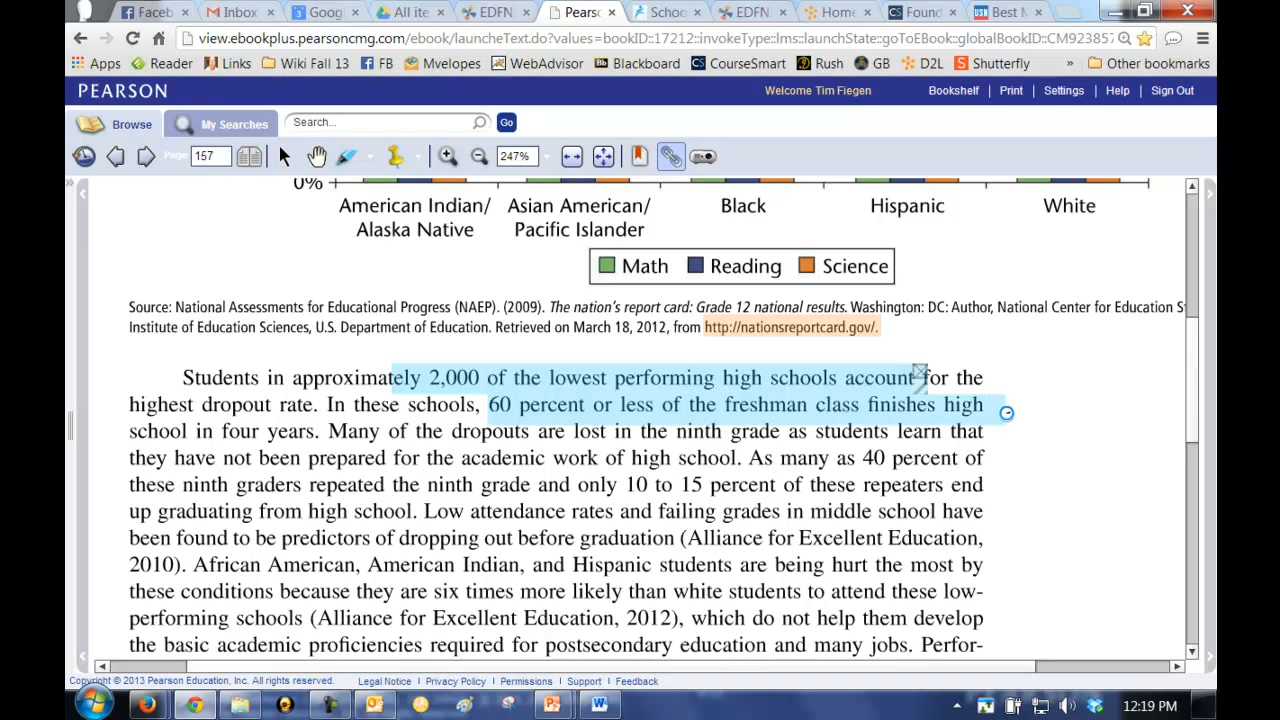 Faceb
Inbox
Goog
All ite
EDFN
Pearso
Schoo
EDFN
Home
CS Found
USB Best M
view.ebookplus.pearsoncmg.com/ebook/launcheText.do?values=bookID::17212::invokeType::lms::launchState::goToEBook::globalBookID::CM923857
Apps Reader Links Wiki Fall 13 FB Mvelopes WebAdvisor Bb Blackboard CS CourseSmart Rush GB D2L S Shutterfly » Other bookmarks
PEARSON Welcome Tim Fiegen Bookshelf | Print | Settings | Help | Sign Out
Browse My Searches Search... Go
Page 157 247%
0%
American Indian/ Asian American/ Black Hispanic White
Alaska Native Pacific Islander
Math Reading Science
Source: National Assessments for Educational Progress (NAEP). (2009). The nation's report card: Grade 12 national results. Washington: DC: Author, National Center for Education S
Institute of Education Sciences, U.S. Department of Education. Retrieved on March 18, 2012, from http://nationsreportcard.gov/.
Students in approximately 2,000 of the lowest performing high schools account for the
highest dropout rate. In these schools, 60 percent or less of the freshman class finishes high
school in four years. Many of the dropouts are lost in the ninth grade as students learn that
they have not been prepared for the academic work of high school. As many as 40 percent of
these ninth graders repeated the ninth grade and only 10 to 15 percent of these repeaters end
up graduating from high school. Low attendance rates and failing grades in middle school have
been found to be predictors of dropping out before graduation (Alliance for Excellent Education,
2010). African American, American Indian, and Hispanic students are being hurt the most by
these conditions because they are six times more likely than white students to attend these low-
performing schools (Alliance for Excellent Education, 2012), which do not help them develop
the basic academic proficiencies required for postsecondary education and many jobs. Perfor-
Copyright © 2013 Pearson Education, Inc. All rights reserved. Legal Notice | Privacy Policy | Permissions | Support | Feedback
12:19 PM